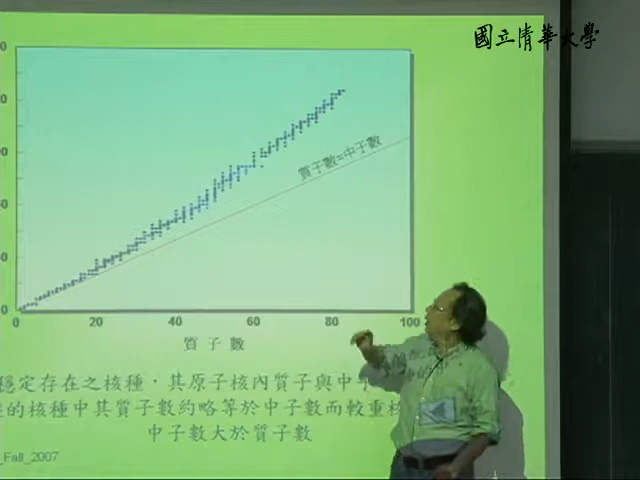 國立清華大學
質子數=中子數
0 20 40 60 80 100
質子數
穩定存在之核種，其原子核內質子與中
的核種中其質子數約略等於中子數而較重核
中子數大於質子數
_Fall_2007